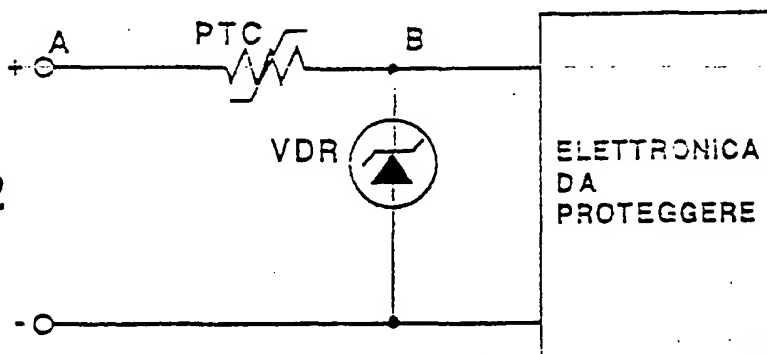 A
PTC
B
+
VDR
ELETTRONICA
DA
PROTEGGERE
2
-